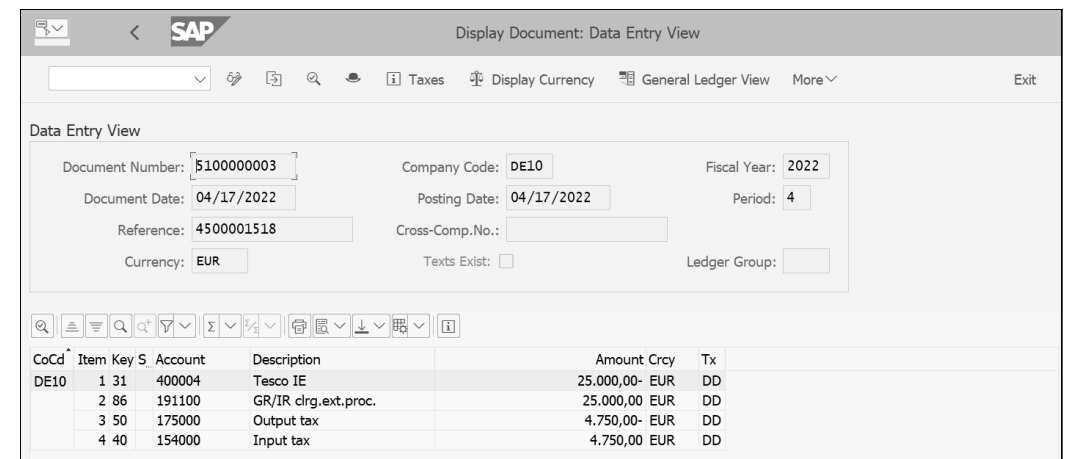 SAP Display Document: Data Entry View
Taxes Display Currency General Ledger View More Exit
Data Entry View
Document Number: 5100000003 Company Code: DE10 Fiscal Year: 2022
Document Date: 04/17/2022 Posting Date: 04/17/2022 Period: 4
Reference: 4500001518 Cross-Comp.No.:
Currency: EUR Texts Exist: Ledger Group:
CoCd Item Key S.. Account Description Amount Crcy Tx
DE10 1 31 400004 Tesco IE 25.000,00- EUR DD
2 86 191100 GR/IR clrg.ext.proc. 25.000,00 EUR DD
3 50 175000 Output tax 4.750,00- EUR DD
4 40 154000 Input tax 4.750,00 EUR DD